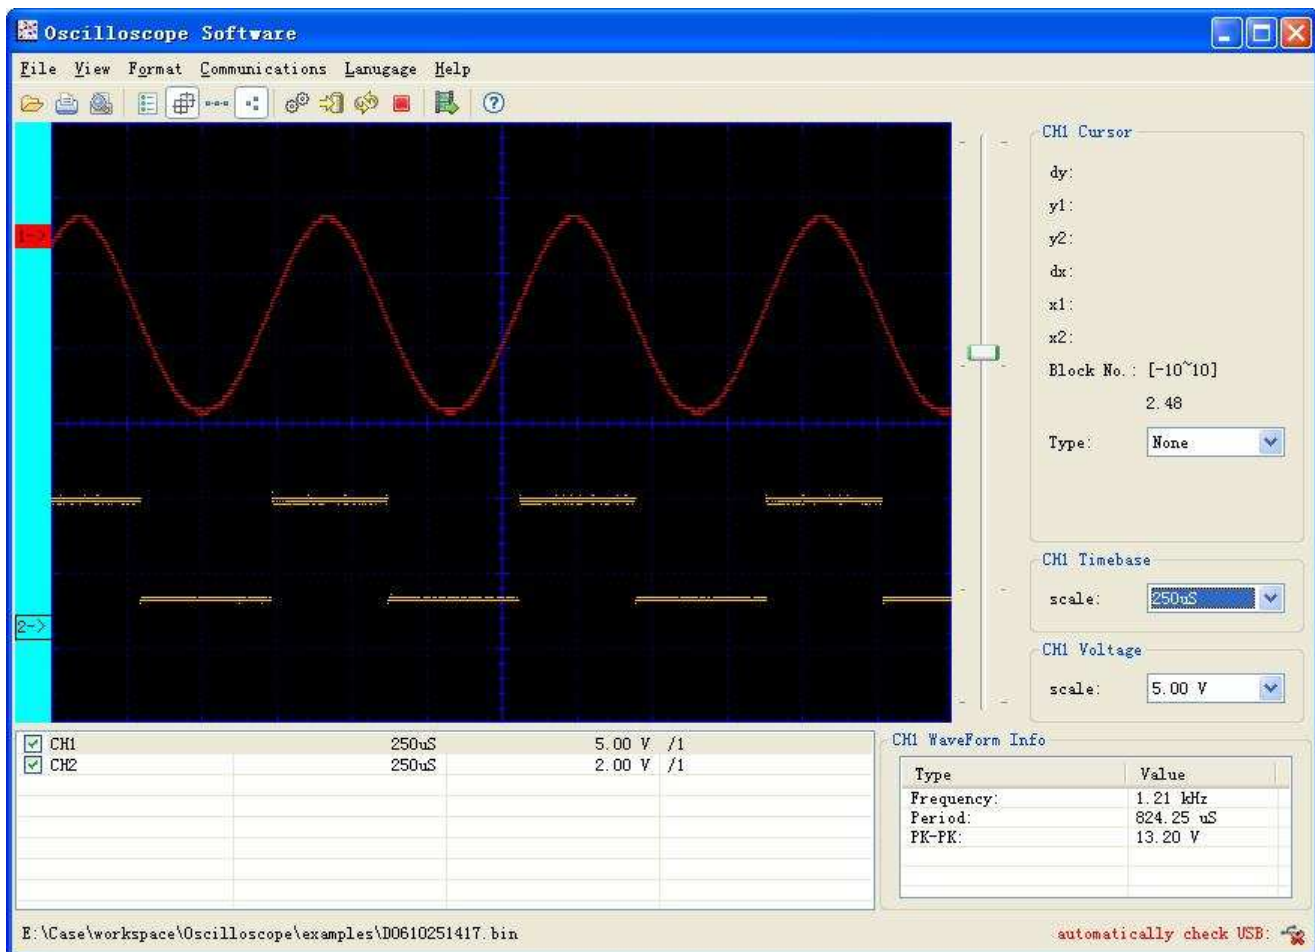 Oscilloscope Software
File View Format Communications Lanugage Help
CH1 Cursor
dy:
y1:
y2:
dx:
x1:
x2:
Block No.: [-10~10]
2.48
Type: None
1->
2->
CH1 Timebase
scale: 250uS
CH1 Voltage
scale: 5.00 V
CH1 250uS 5.00 V /1
CH2 250uS 2.00 V /1
CH1 WaveForm Info
Type Value
Frequency: 1.21 kHz
Period: 824.25 uS
PK-PK: 13.20 V
E:\Case\workspace\Oscilloscope\examples\D0610251417.bin
automatically check USB: